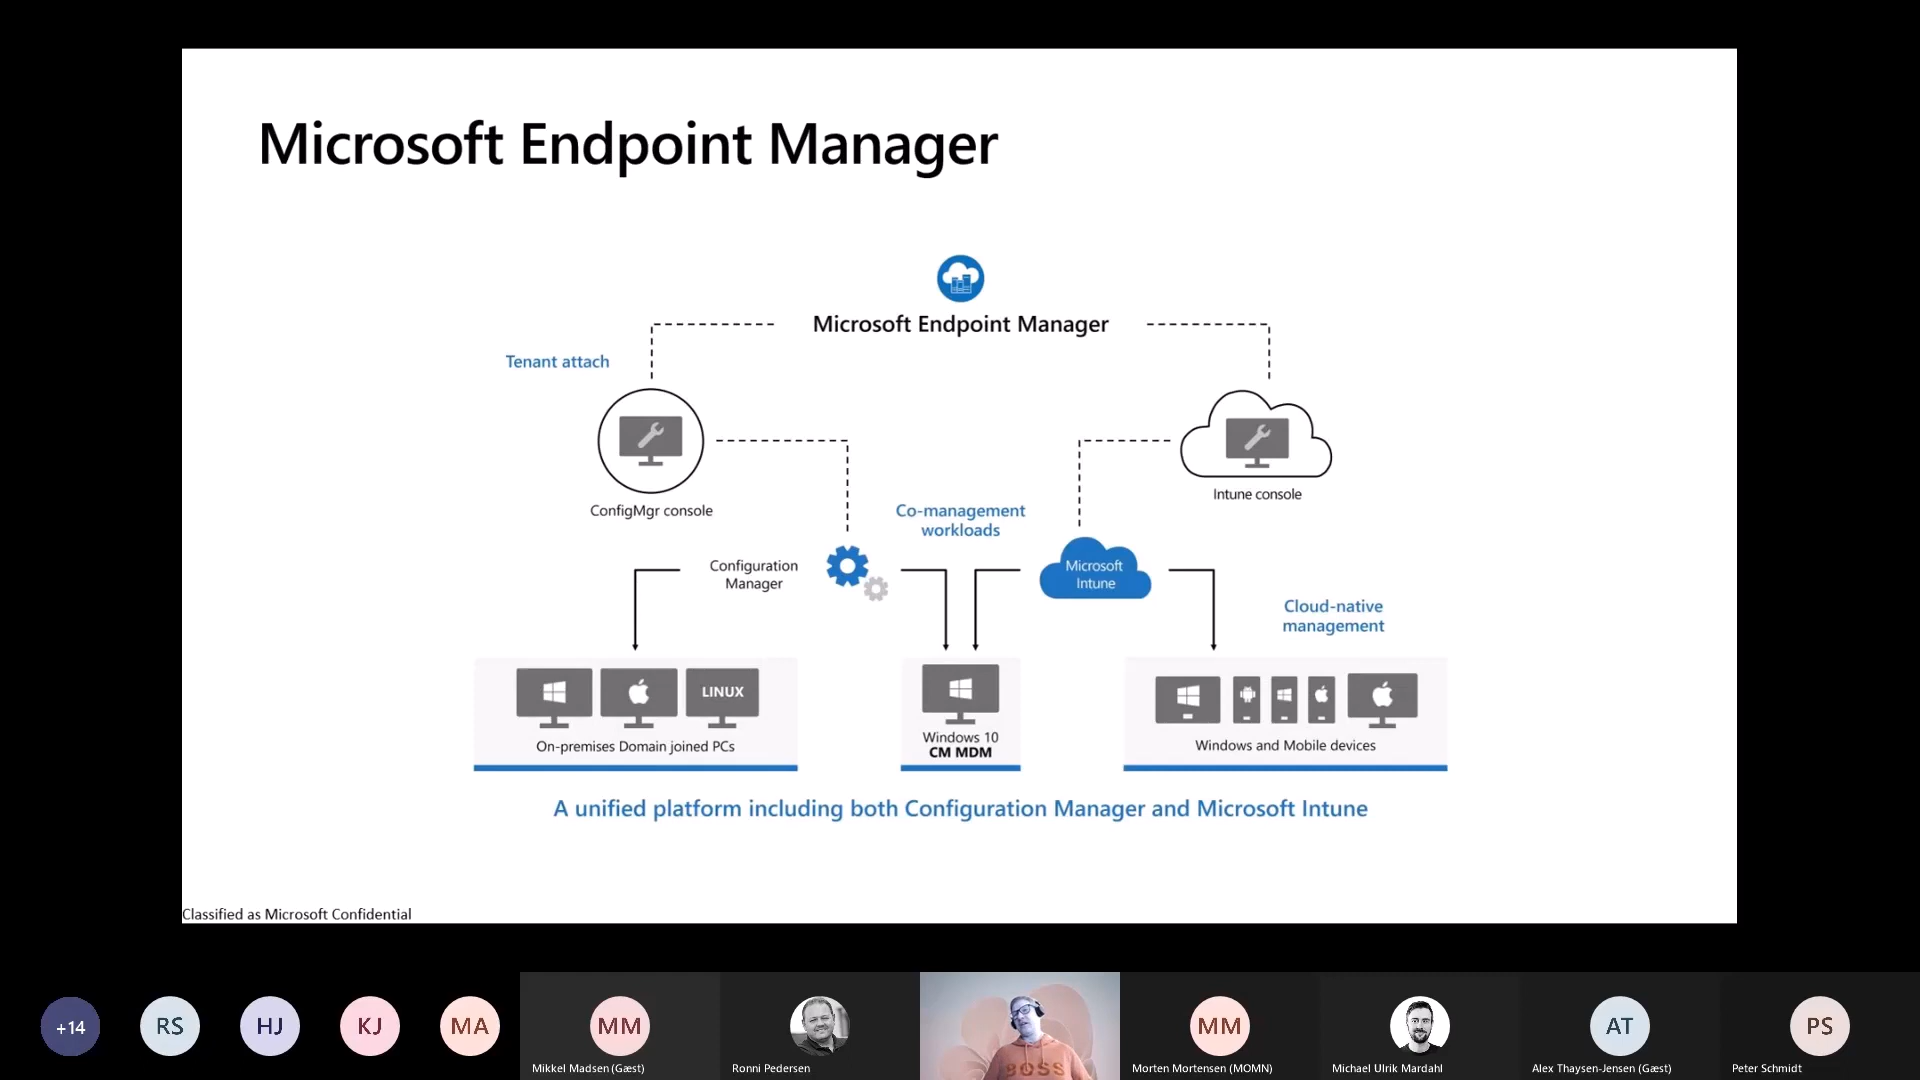 Microsoft Endpoint Manager
Microsoft Endpoint Manager
Tenant attach
ConfigMgr console
Intune console
Co-management
workloads
Configuration
Manager
Microsoft
Intune
Cloud-native
management
LINUX
On-premises Domain joined PCs
Windows 10
CM MDM
Windows and Mobile devices
A unified platform including both Configuration Manager and Microsoft Intune
Classified as Microsoft Confidential
+14
RS
HJ
KJ
MA
MM
Mikkel Madsen (Gæst)
Ronni Pedersen
BOSS
MM
Morten Mortensen (MOMN)
Michael Ulrik Mardahl
AT
Alex Thaysen-Jensen (Gæst)
PS
Peter Schmidt